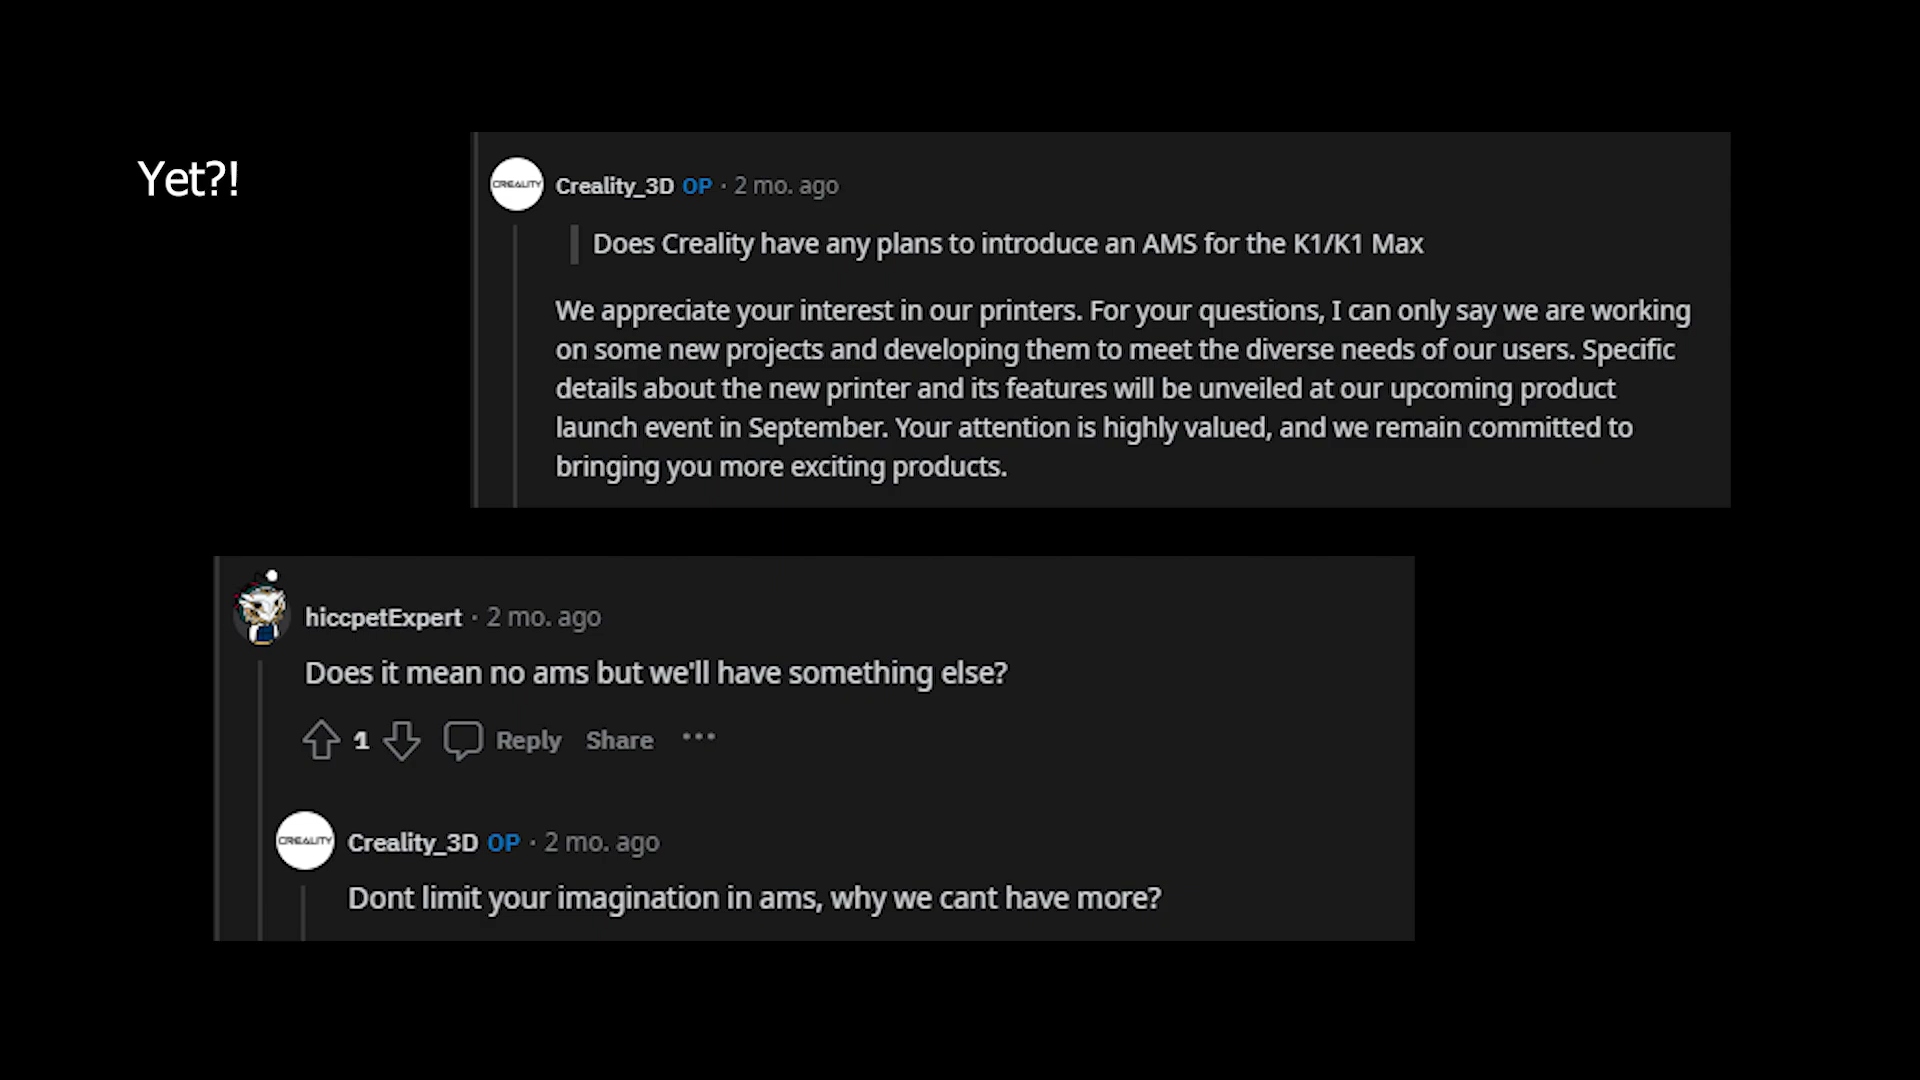 Yet?!
CREALITY
Creality_3D OP · 2 mo. ago
Does Creality have any plans to introduce an AMS for the K1/K1 Max
We appreciate your interest in our printers. For your questions, I can only say we are working
on some new projects and developing them to meet the diverse needs of our users. Specific
details about the new printer and its features will be unveiled at our upcoming product
launch event in September. Your attention is highly valued, and we remain committed to
bringing you more exciting products.
hiccpetExpert · 2 mo. ago
Does it mean no ams but we'll have something else?
1 Reply Share ···
CREALITY
Creality_3D OP · 2 mo. ago
Dont limit your imagination in ams, why we cant have more?